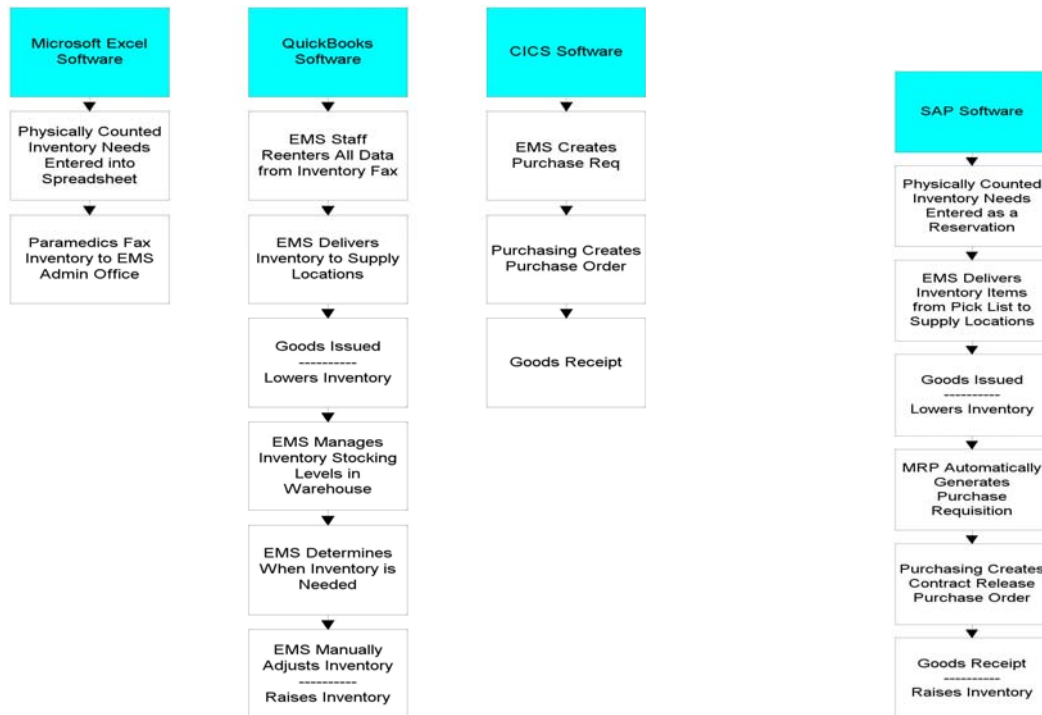 Microsoft Excel
Software
Physically Counted
Inventory Needs
Entered into
Spreadsheet
Paramedics Fax
Inventory to EMS
Admin Office
QuickBooks
Software
EMS Staff
Reenters All Data
from Inventory Fax
EMS Delivers
Inventory to Supply
Locations
Goods Issued
----------
Lowers Inventory
EMS Manages
Inventory Stocking
Levels in
Warehouse
EMS Determines
When Inventory is
Needed
EMS Manually
Adjusts Inventory
----------
Raises Inventory
CICS Software
EMS Creates
Purchase Req
Purchasing Creates
Purchase Order
Goods Receipt
SAP Software
Physically Counted
Inventory Needs
Entered as a
Reservation
EMS Delivers
Inventory Items
from Pick List to
Supply Locations
Goods Issued
----------
Lowers Inventory
MRP Automatically
Generates
Purchase
Requisition
Purchasing Creates
Contract Release
Purchase Order
Goods Receipt
----------
Raises Inventory